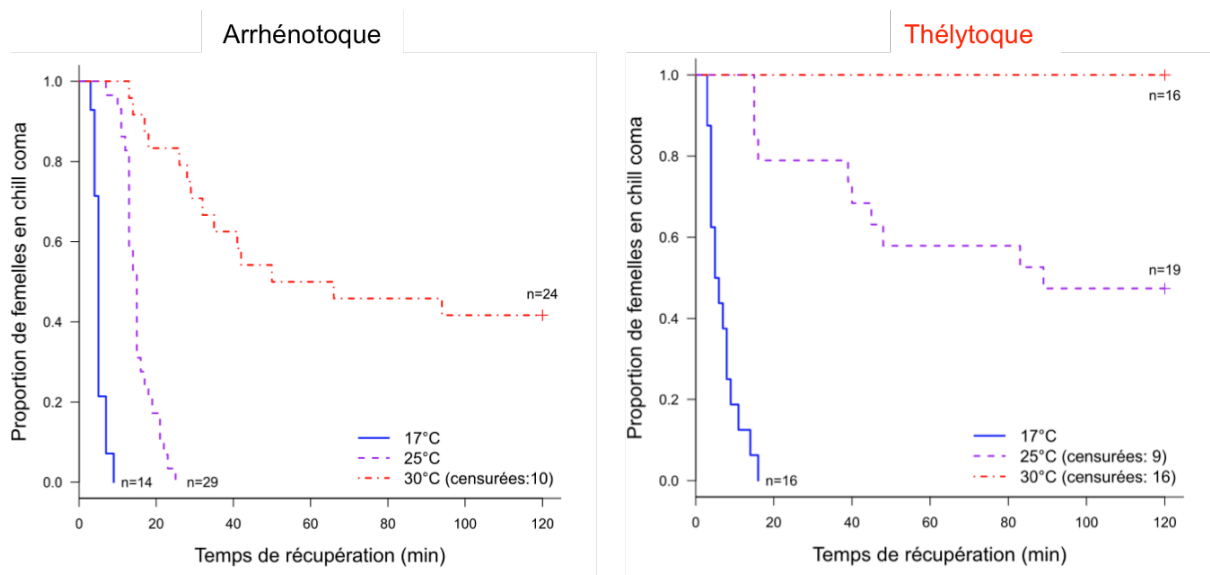 Arrhénotoque
Proportion de femelles en chill coma
1.0
0.8
0.6
0.4
0.2
0.0
n=24
n=14
n=29
17°C
25°C
30°C (censurées:10)
0 20 40 60 80 100 120
Temps de récupération (min)
Thélytoque
Proportion de femelles en chill coma
1.0
0.8
0.6
0.4
0.2
0.0
n=16
n=19
n=16
17°C
25°C (censurées: 9)
30°C (censurées: 16)
0 20 40 60 80 100 120
Temps de récupération (min)